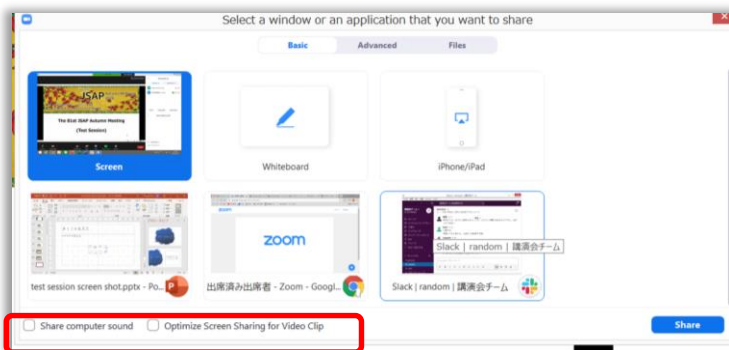 Select a window or an application that you want to share
Basic Advanced Files
JSAP
The 81st JSAP Autumn Meeting
(Test Session)
Screen
Whiteboard
iPhone/iPad
zoom
Slack | random | 講演会チーム
test session screen shot.pptx - Po...
出席済み出席者 - Zoom - Googl...
Slack | random | 講演会チーム
Share computer sound Optimize Screen Sharing for Video Clip
Share